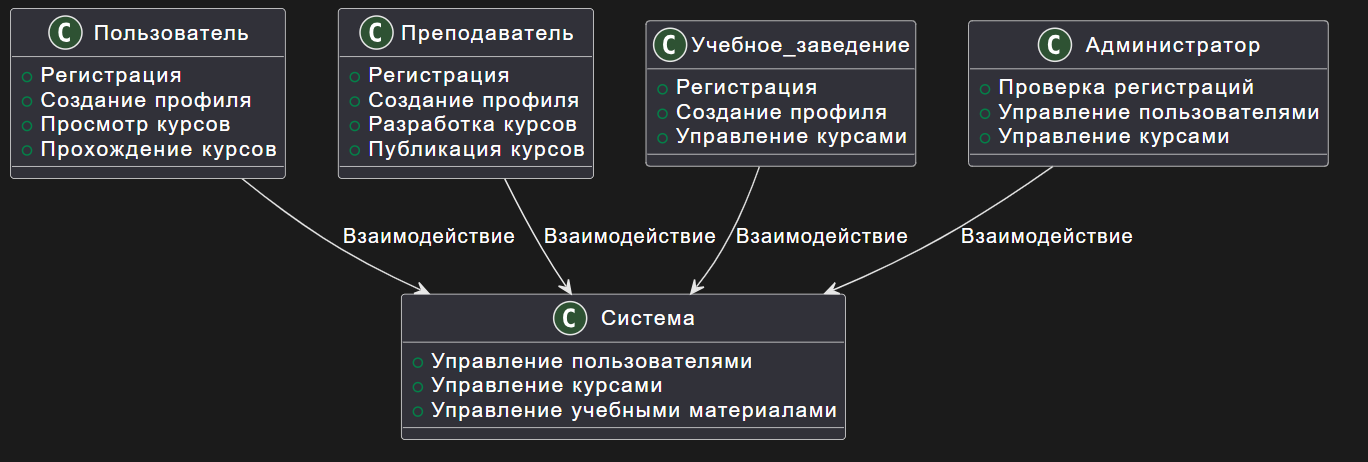 C Пользователь
Регистрация
Создание профиля
Просмотр курсов
Прохождение курсов
C Преподаватель
Регистрация
Создание профиля
Разработка курсов
Публикация курсов
C Учебное_заведение
Регистрация
Создание профиля
Управление курсами
C Администратор
Проверка регистраций
Управление пользователями
Управление курсами
Взаимодействие
Взаимодействие
Взаимодействие
Взаимодействие
C Система
Управление пользователями
Управление курсами
Управление учебными материалами